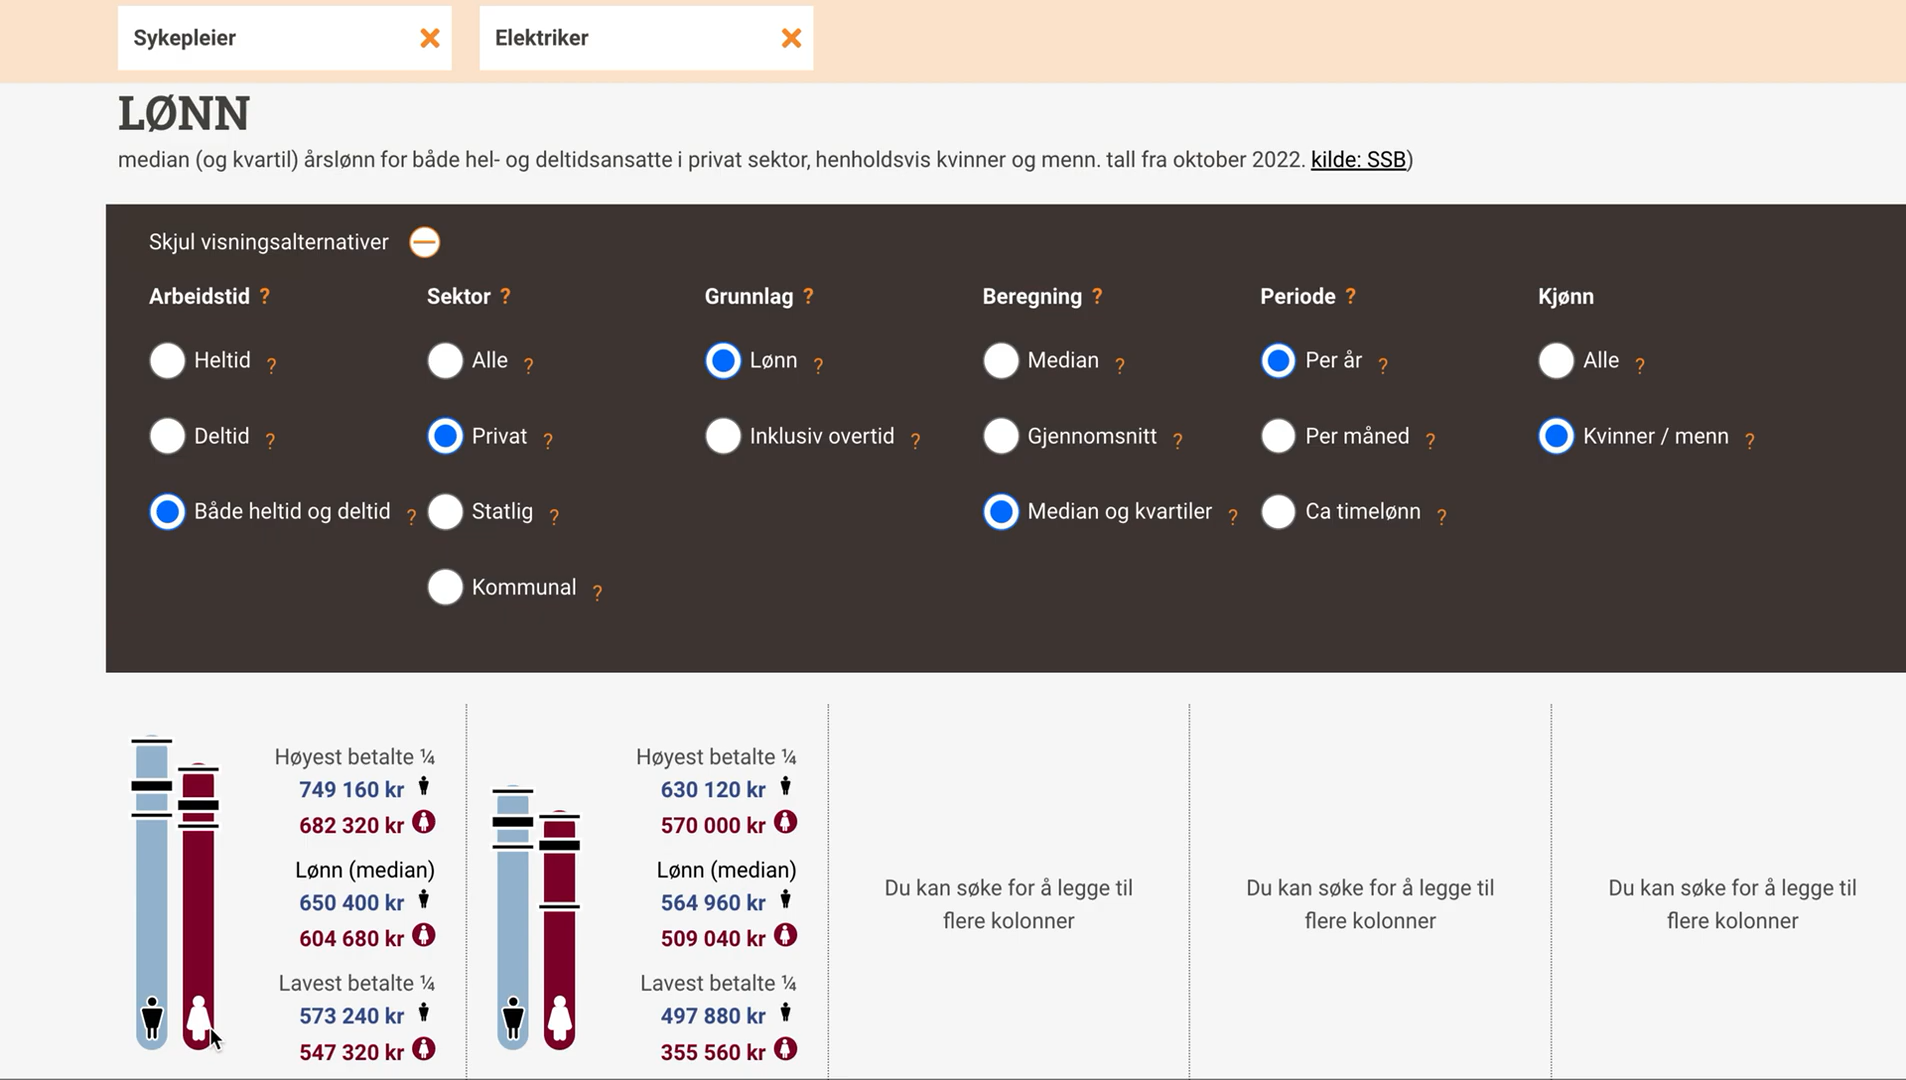 Sykepleier
Elektriker
LØNN
median (og kvartil) årslønn for både hel- og deltidsansatte i privat sektor, henholdsvis kvinner og menn. tall fra oktober 2022. kilde: SSB)
Skjul visningsalternativer
Arbeidstid ?
Sektor ?
Grunnlag ?
Beregning ?
Periode ?
Kjønn
Heltid ?
Alle ?
Lønn ?
Median ?
Per år ?
Alle ?
Deltid ?
Privat ?
Inklusiv overtid ?
Gjennomsnitt ?
Per måned ?
Kvinner / menn ?
Både heltid og deltid ?
Statlig ?
Median og kvartiler ?
Ca timelønn ?
Kommunal ?
Høyest betalte ¼
749 160 kr
682 320 kr
Lønn (median)
650 400 kr
604 680 kr
Lavest betalte ¼
573 240 kr
547 320 kr
Høyest betalte ¼
630 120 kr
570 000 kr
Lønn (median)
564 960 kr
509 040 kr
Lavest betalte ¼
497 880 kr
355 560 kr
Du kan søke for å legge til
flere kolonner
Du kan søke for å legge til
flere kolonner
Du kan søke for å legge til
flere kolonner